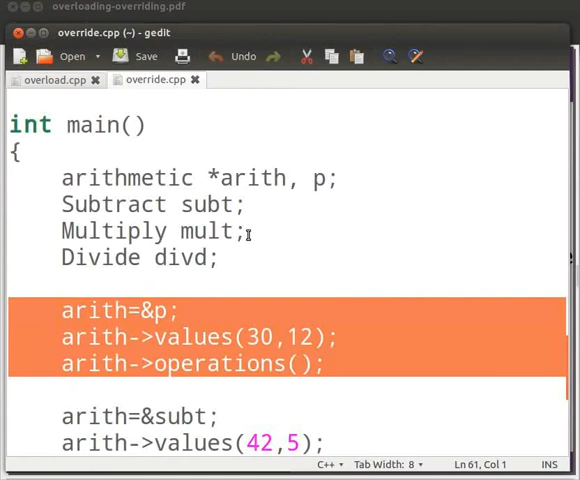 overloading-overriding.pdf
override.cpp (~) - gedit
Open Save Undo
overload.cpp override.cpp
int main()
{
arithmetic *arith, p;
Subtract subt;
Multiply mult;
Divide divd;
arith=&p;
arith->values(30,12);
arith->operations();
arith=&subt;
arith->values(42,5);
C++ Tab Width: 8 Ln 61, Col 1 INS